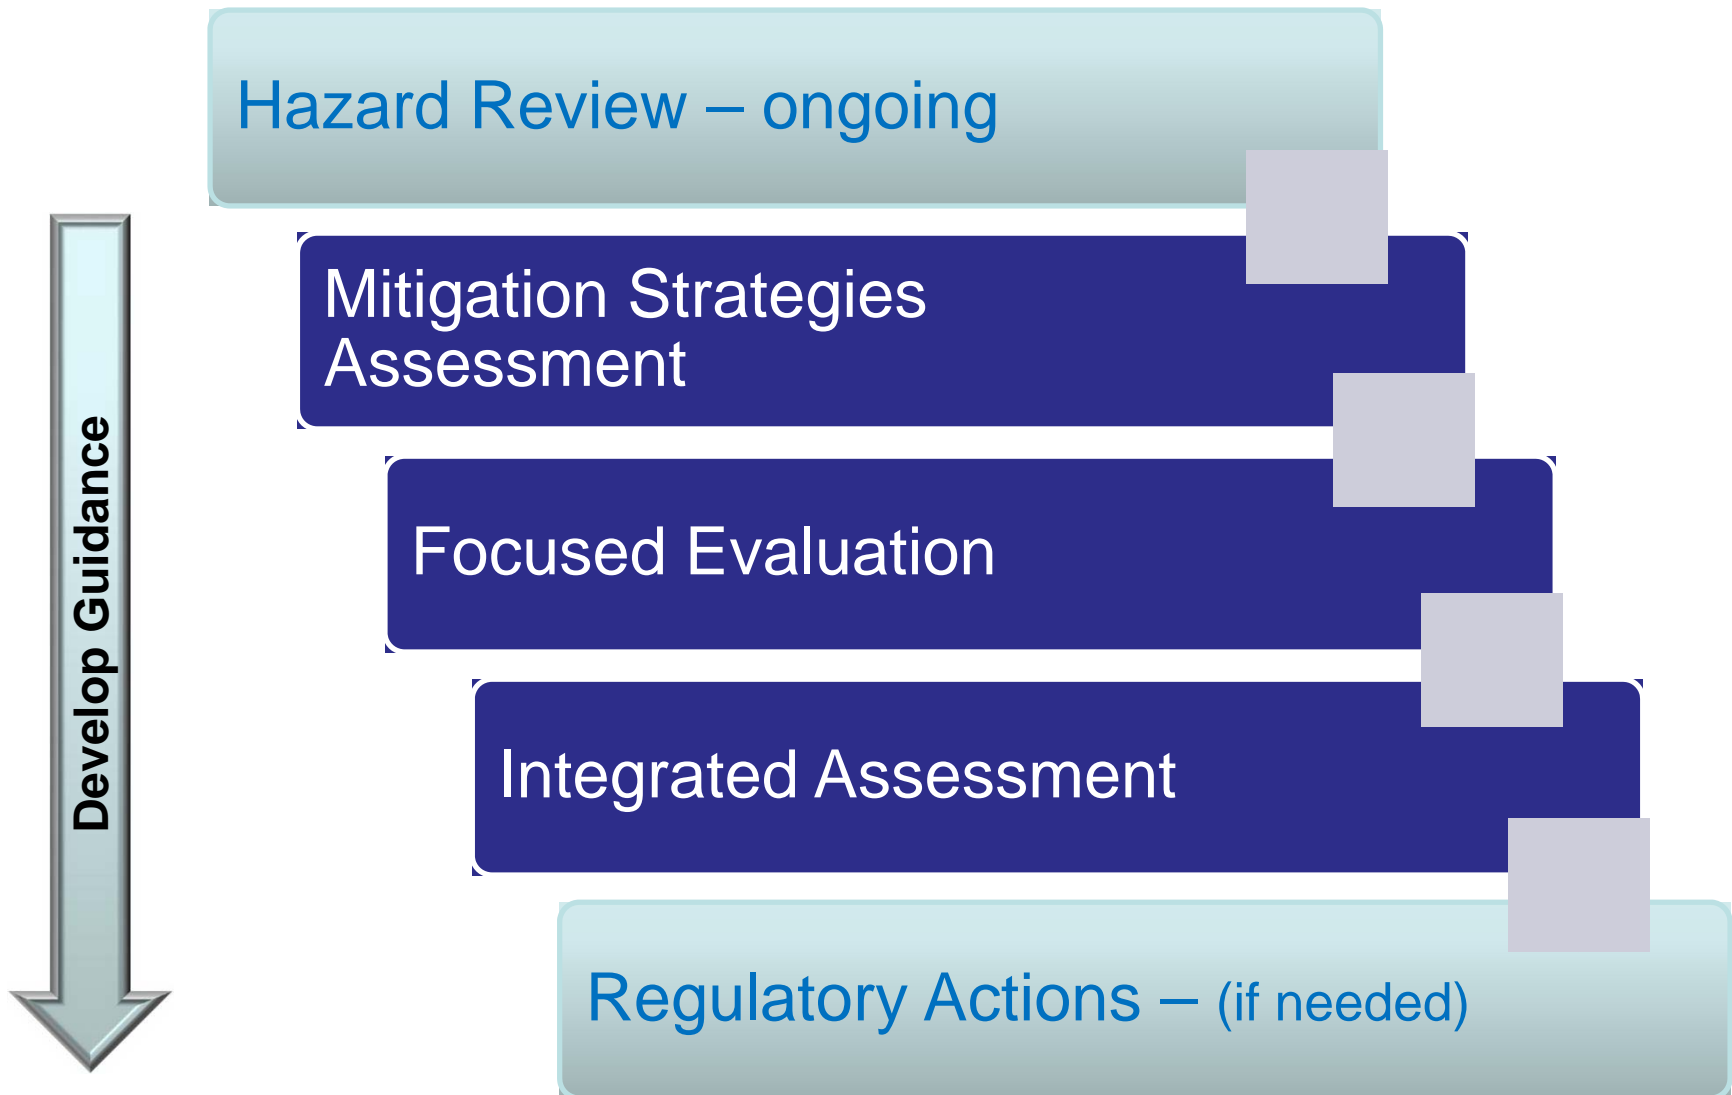 Hazard Review – ongoing
Mitigation Strategies
Assessment
Focused Evaluation
Integrated Assessment
Regulatory Actions – (if needed)
Develop Guidance